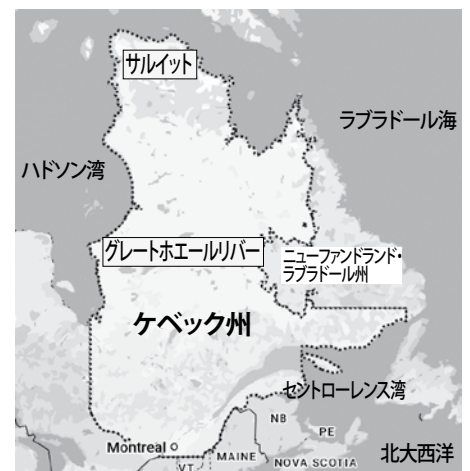 サルイット
ラブラドール海
ハドソン湾
グレートホエールリバー
ニューファンドランド・
ラブラドール州
ケベック州
セントローレンス湾
NB
PE
Montreal
MAINE
北大西洋
VT
NOVA SCOTIA